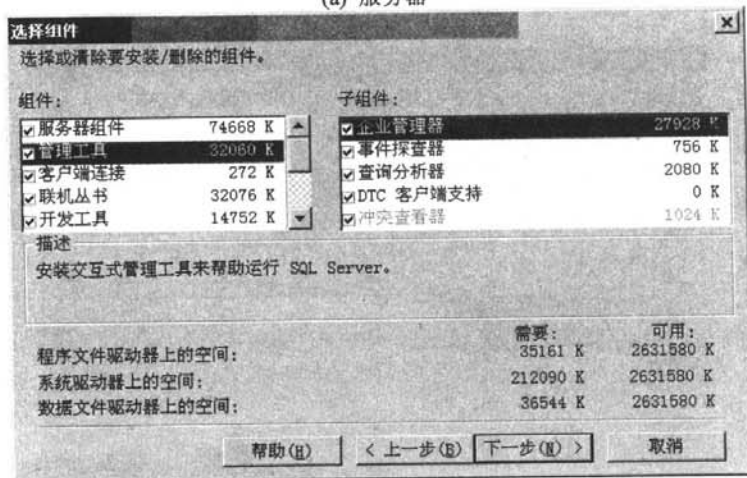 (a) 服务器
选择组件
选择或清除要安装/删除的组件。
组件: 子组件:
服务器组件 74668 K 企业管理器 27928 K
管理工具 32060 K 事件探查器 756 K
客户端连接 272 K 查询分析器 2080 K
联机丛书 32076 K DTC 客户端支持 0 K
开发工具 14752 K 冲突查看器 1024 K
描述
安装交互式管理工具来帮助运行 SQL Server。
需要: 可用:
程序文件驱动器上的空间: 35161 K 2631580 K
系统驱动器上的空间: 212090 K 2631580 K
数据文件驱动器上的空间: 36544 K 2631580 K
帮助(H) < 上一步(B) 下一步(N) > 取消